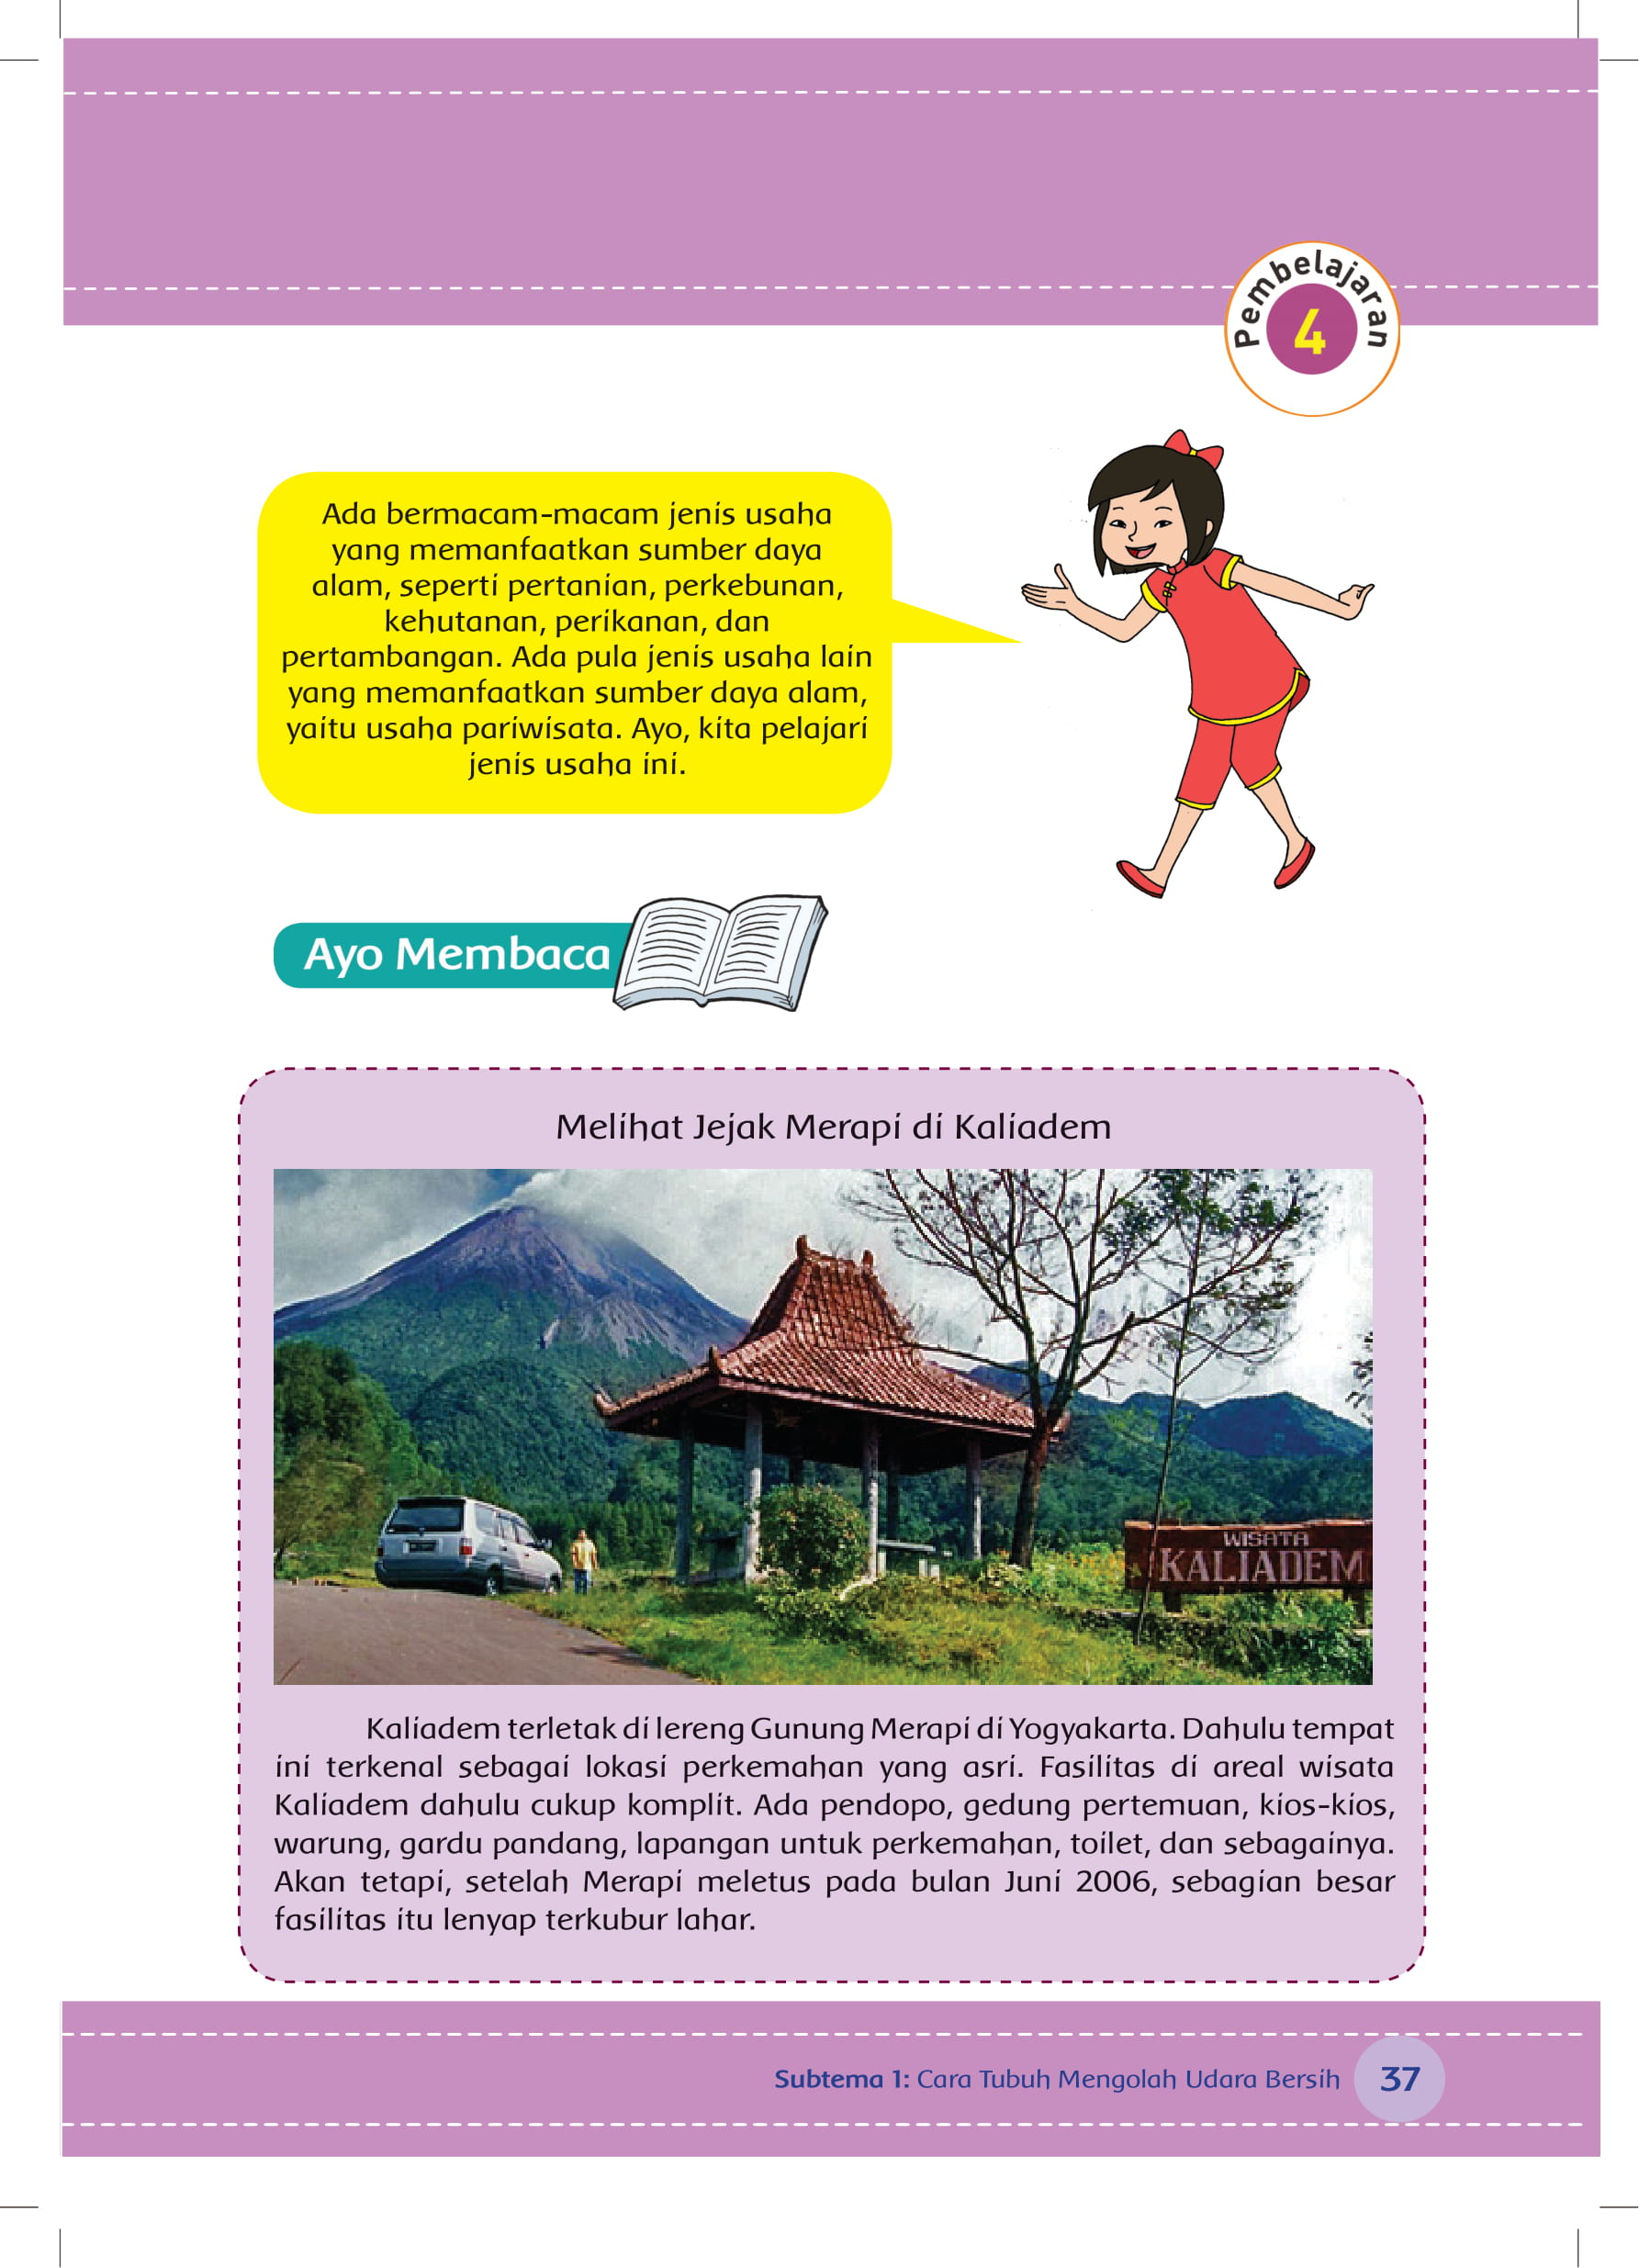 Pembelajaran
4
Ada bermacam-macam jenis usaha
yang memanfaatkan sumber daya
alam, seperti pertanian, perkebunan,
kehutanan, perikanan, dan
pertambangan. Ada pula jenis usaha lain
yang memanfaatkan sumber daya alam,
yaitu usaha pariwisata. Ayo, kita pelajari
jenis usaha ini.
Ayo Membaca
Melihat Jejak Merapi di Kaliadem
WISATA
KALIADEM
Kaliadem terletak di lereng Gunung Merapi di Yogyakarta. Dahulu tempat
ini terkenal sebagai lokasi perkemahan yang asri. Fasilitas di areal wisata
Kaliadem dahulu cukup komplit. Ada pendopo, gedung pertemuan, kios-kios,
warung, gardu pandang, lapangan untuk perkemahan, toilet, dan sebagainya.
Akan tetapi, setelah Merapi meletus pada bulan Juni 2006, sebagian besar
fasilitas itu lenyap terkubur lahar.
Subtema 1: Cara Tubuh Mengolah Udara Bersih
37